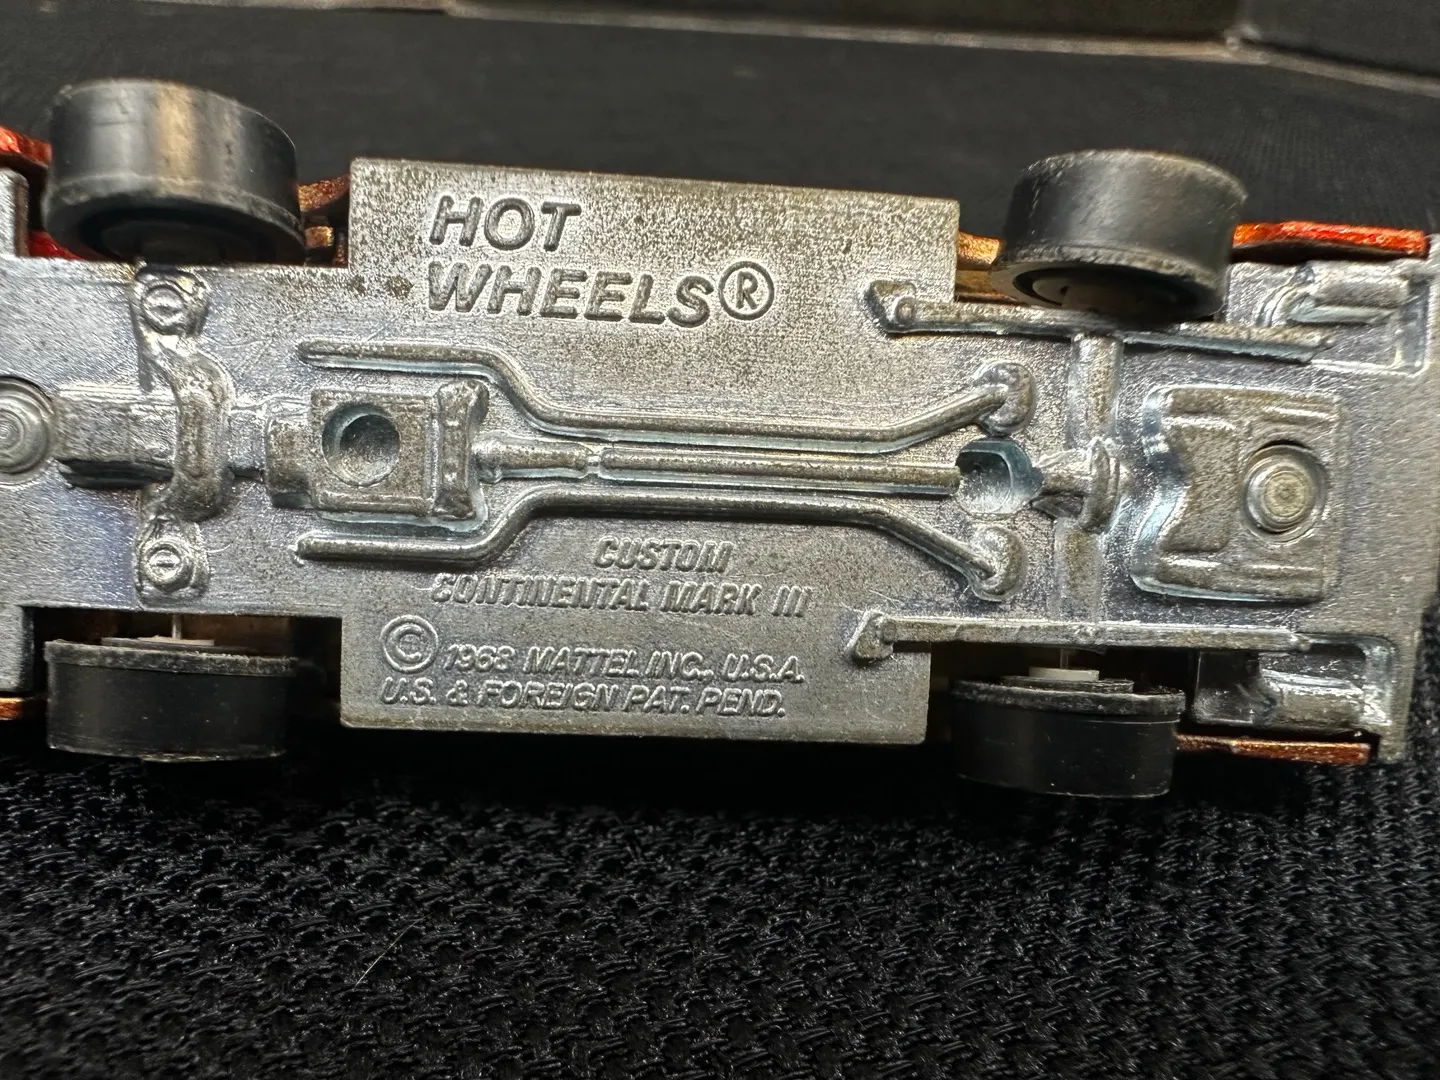 HOT
WHEELS®
CUSTOM
CONTINENTAL MARK III
© 1968 MATTEL INC., U.S.A.
U.S. & FOREIGN PAT. PEND.